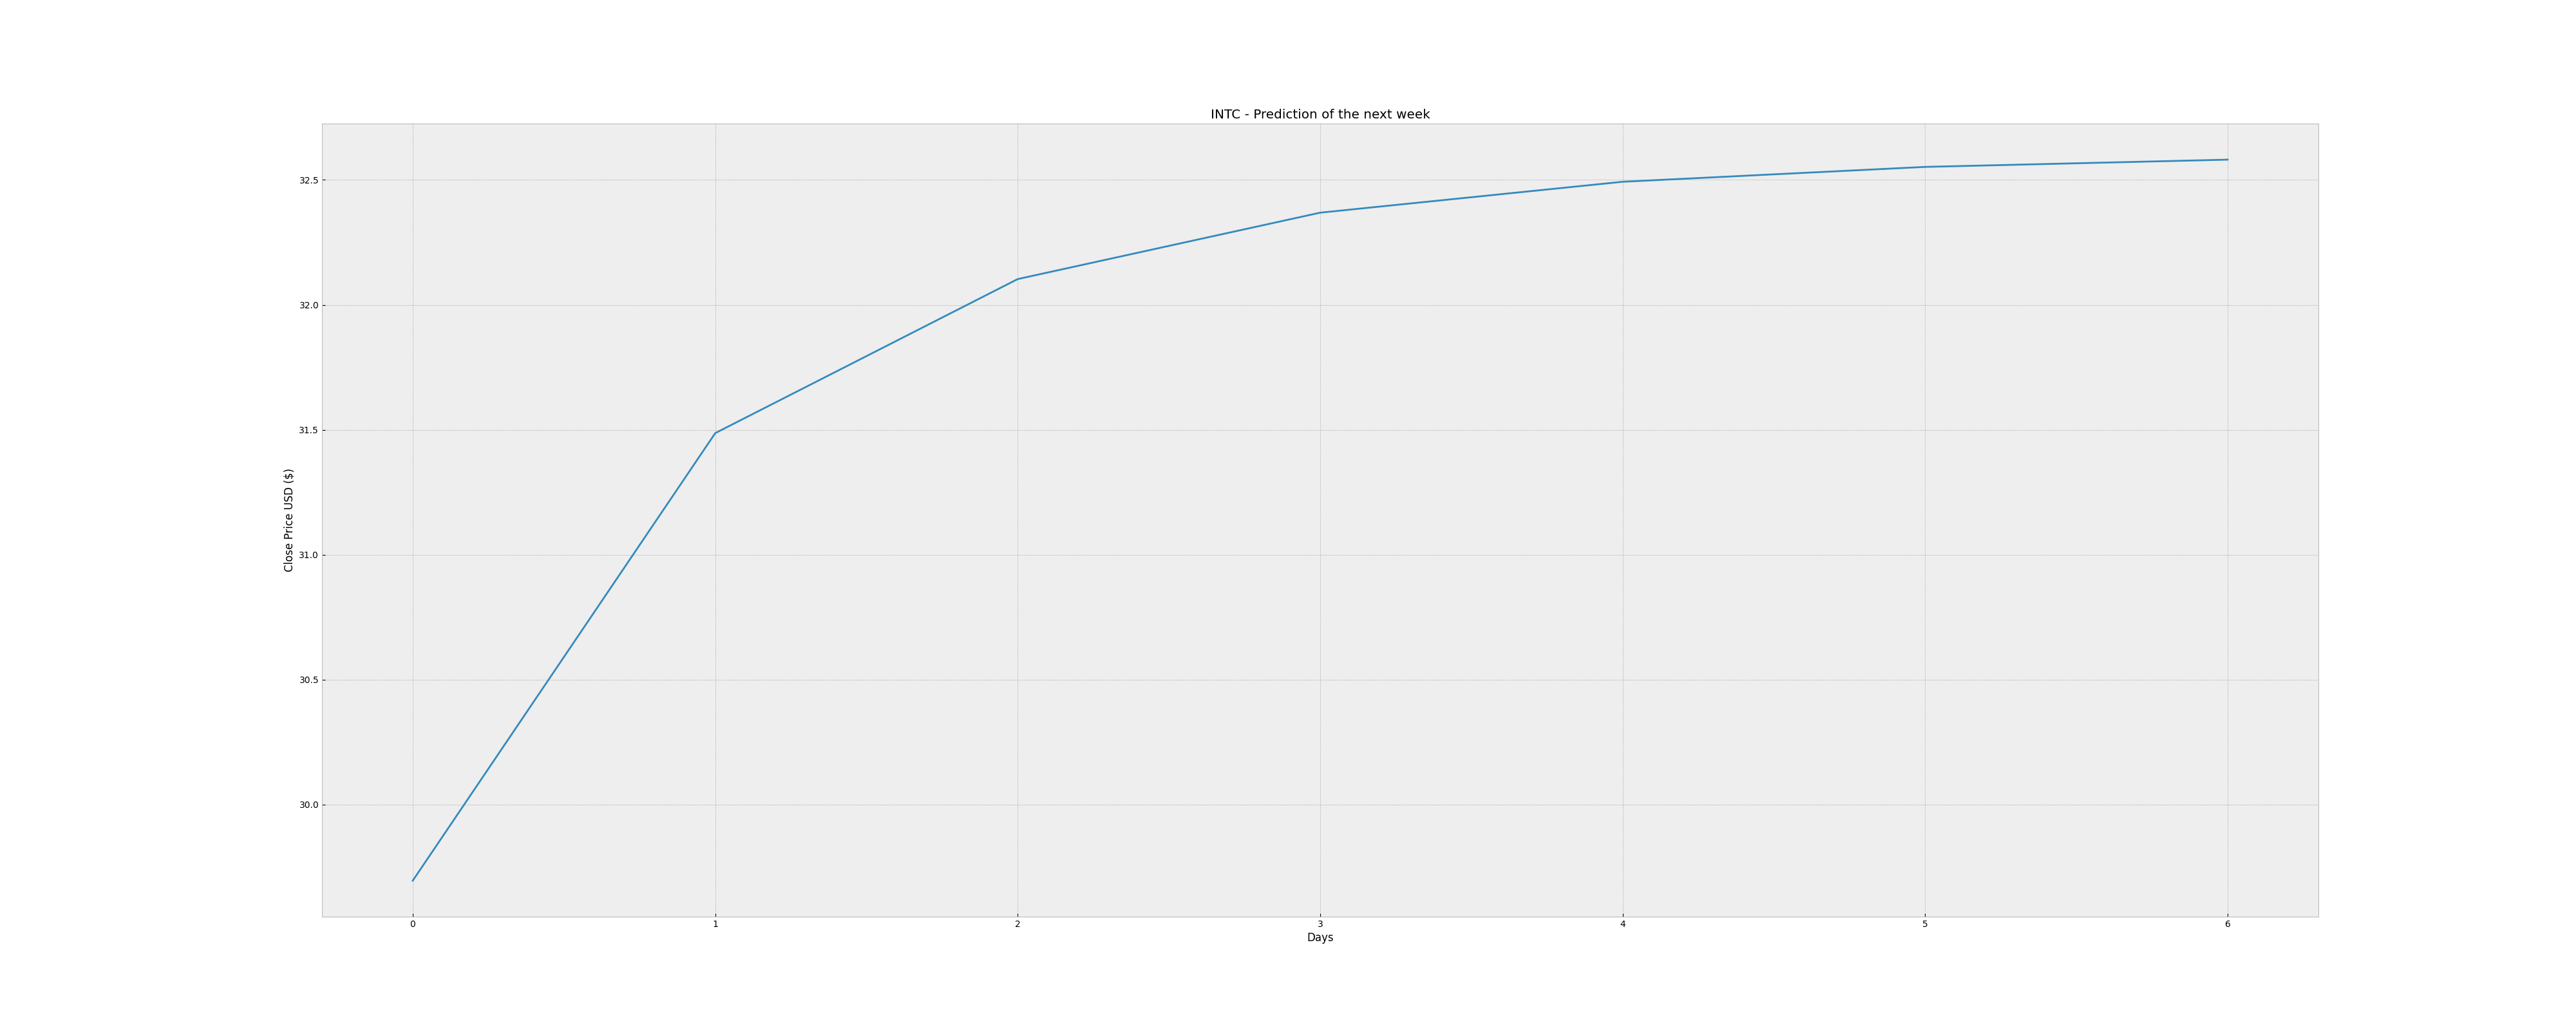 INTC - Prediction of the next week
32.5
32.0
31.5
31.0
30.5
30.0
Close Price USD ($)
0 1 2 3 4 5 6
Days